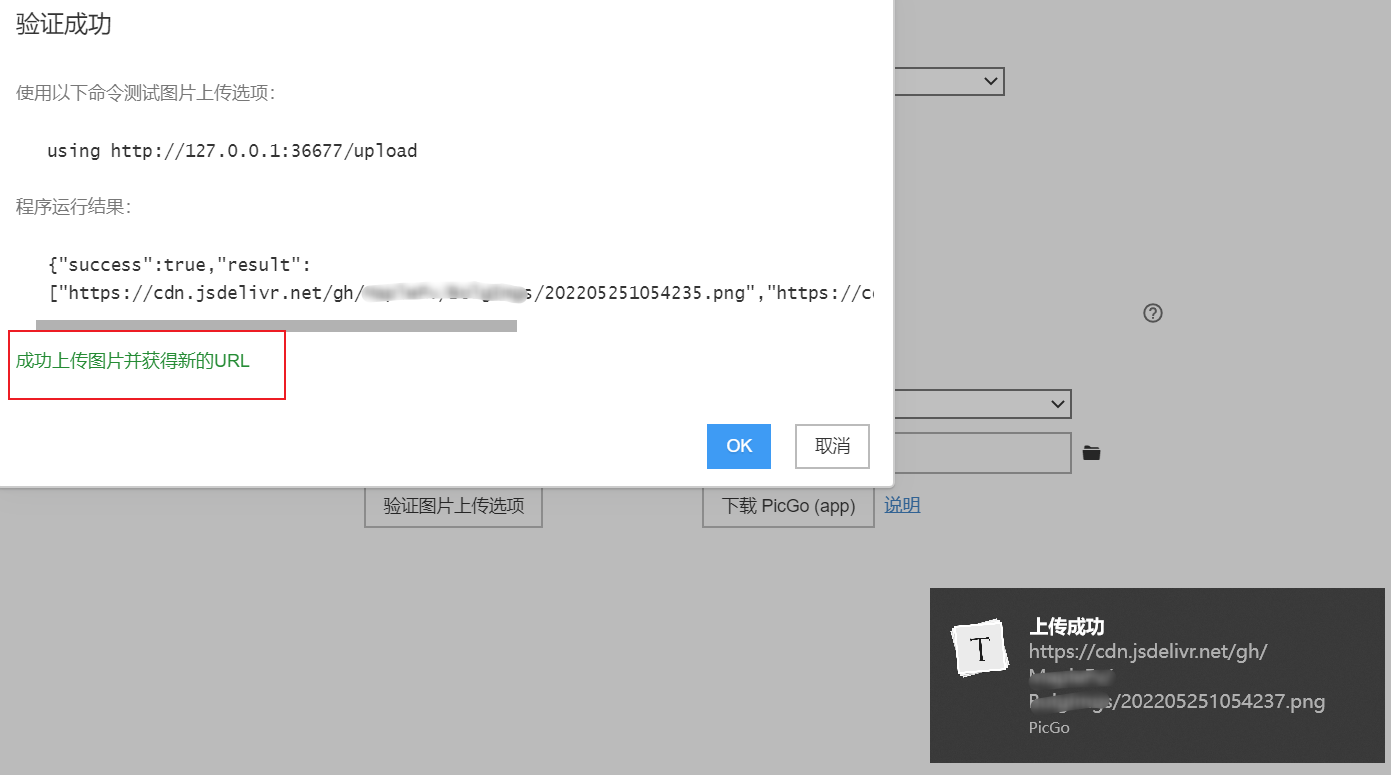 验证成功
使用以下命令测试图片上传选项:
using http://127.0.0.1:36677/upload
程序运行结果:
{"success":true,"result":
["https://cdn.jsdelivr.net/gh/ s/202205251054235.png","https://c
成功上传图片并获得新的URL
OK 取消
验证图片上传选项 下载 PicGo (app) 说明
T
上传成功
https://cdn.jsdelivr.net/gh/
s/202205251054237.png
PicGo